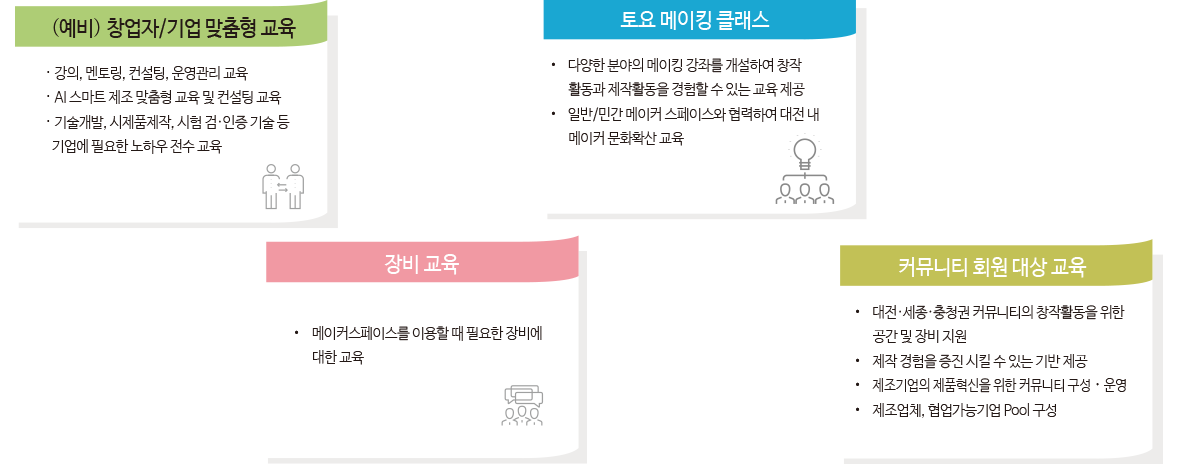 (예비) 창업자/기업 맞춤형 교육
· 강의, 멘토링, 컨설팅, 운영관리 교육
· AI 스마트 제조 맞춤형 교육 및 컨설팅 교육
· 기술개발, 시제품제작, 시험 검·인증 기술 등
기업에 필요한 노하우 전수 교육
토요 메이킹 클래스
• 다양한 분야의 메이킹 강좌를 개설하여 창작
활동과 제작활동을 경험할 수 있는 교육 제공
• 일반/민간 메이커 스페이스와 협력하여 대전 내
메이커 문화확산 교육
장비 교육
• 메이커스페이스를 이용할 때 필요한 장비에
대한 교육
커뮤니티 회원 대상 교육
• 대전·세종·충청권 커뮤니티의 창작활동을 위한
공간 및 장비 지원
• 제작 경험을 증진 시킬 수 있는 기반 제공
• 제조기업의 제품혁신을 위한 커뮤니티 구성 · 운영
• 제조업체, 협업가능기업 Pool 구성